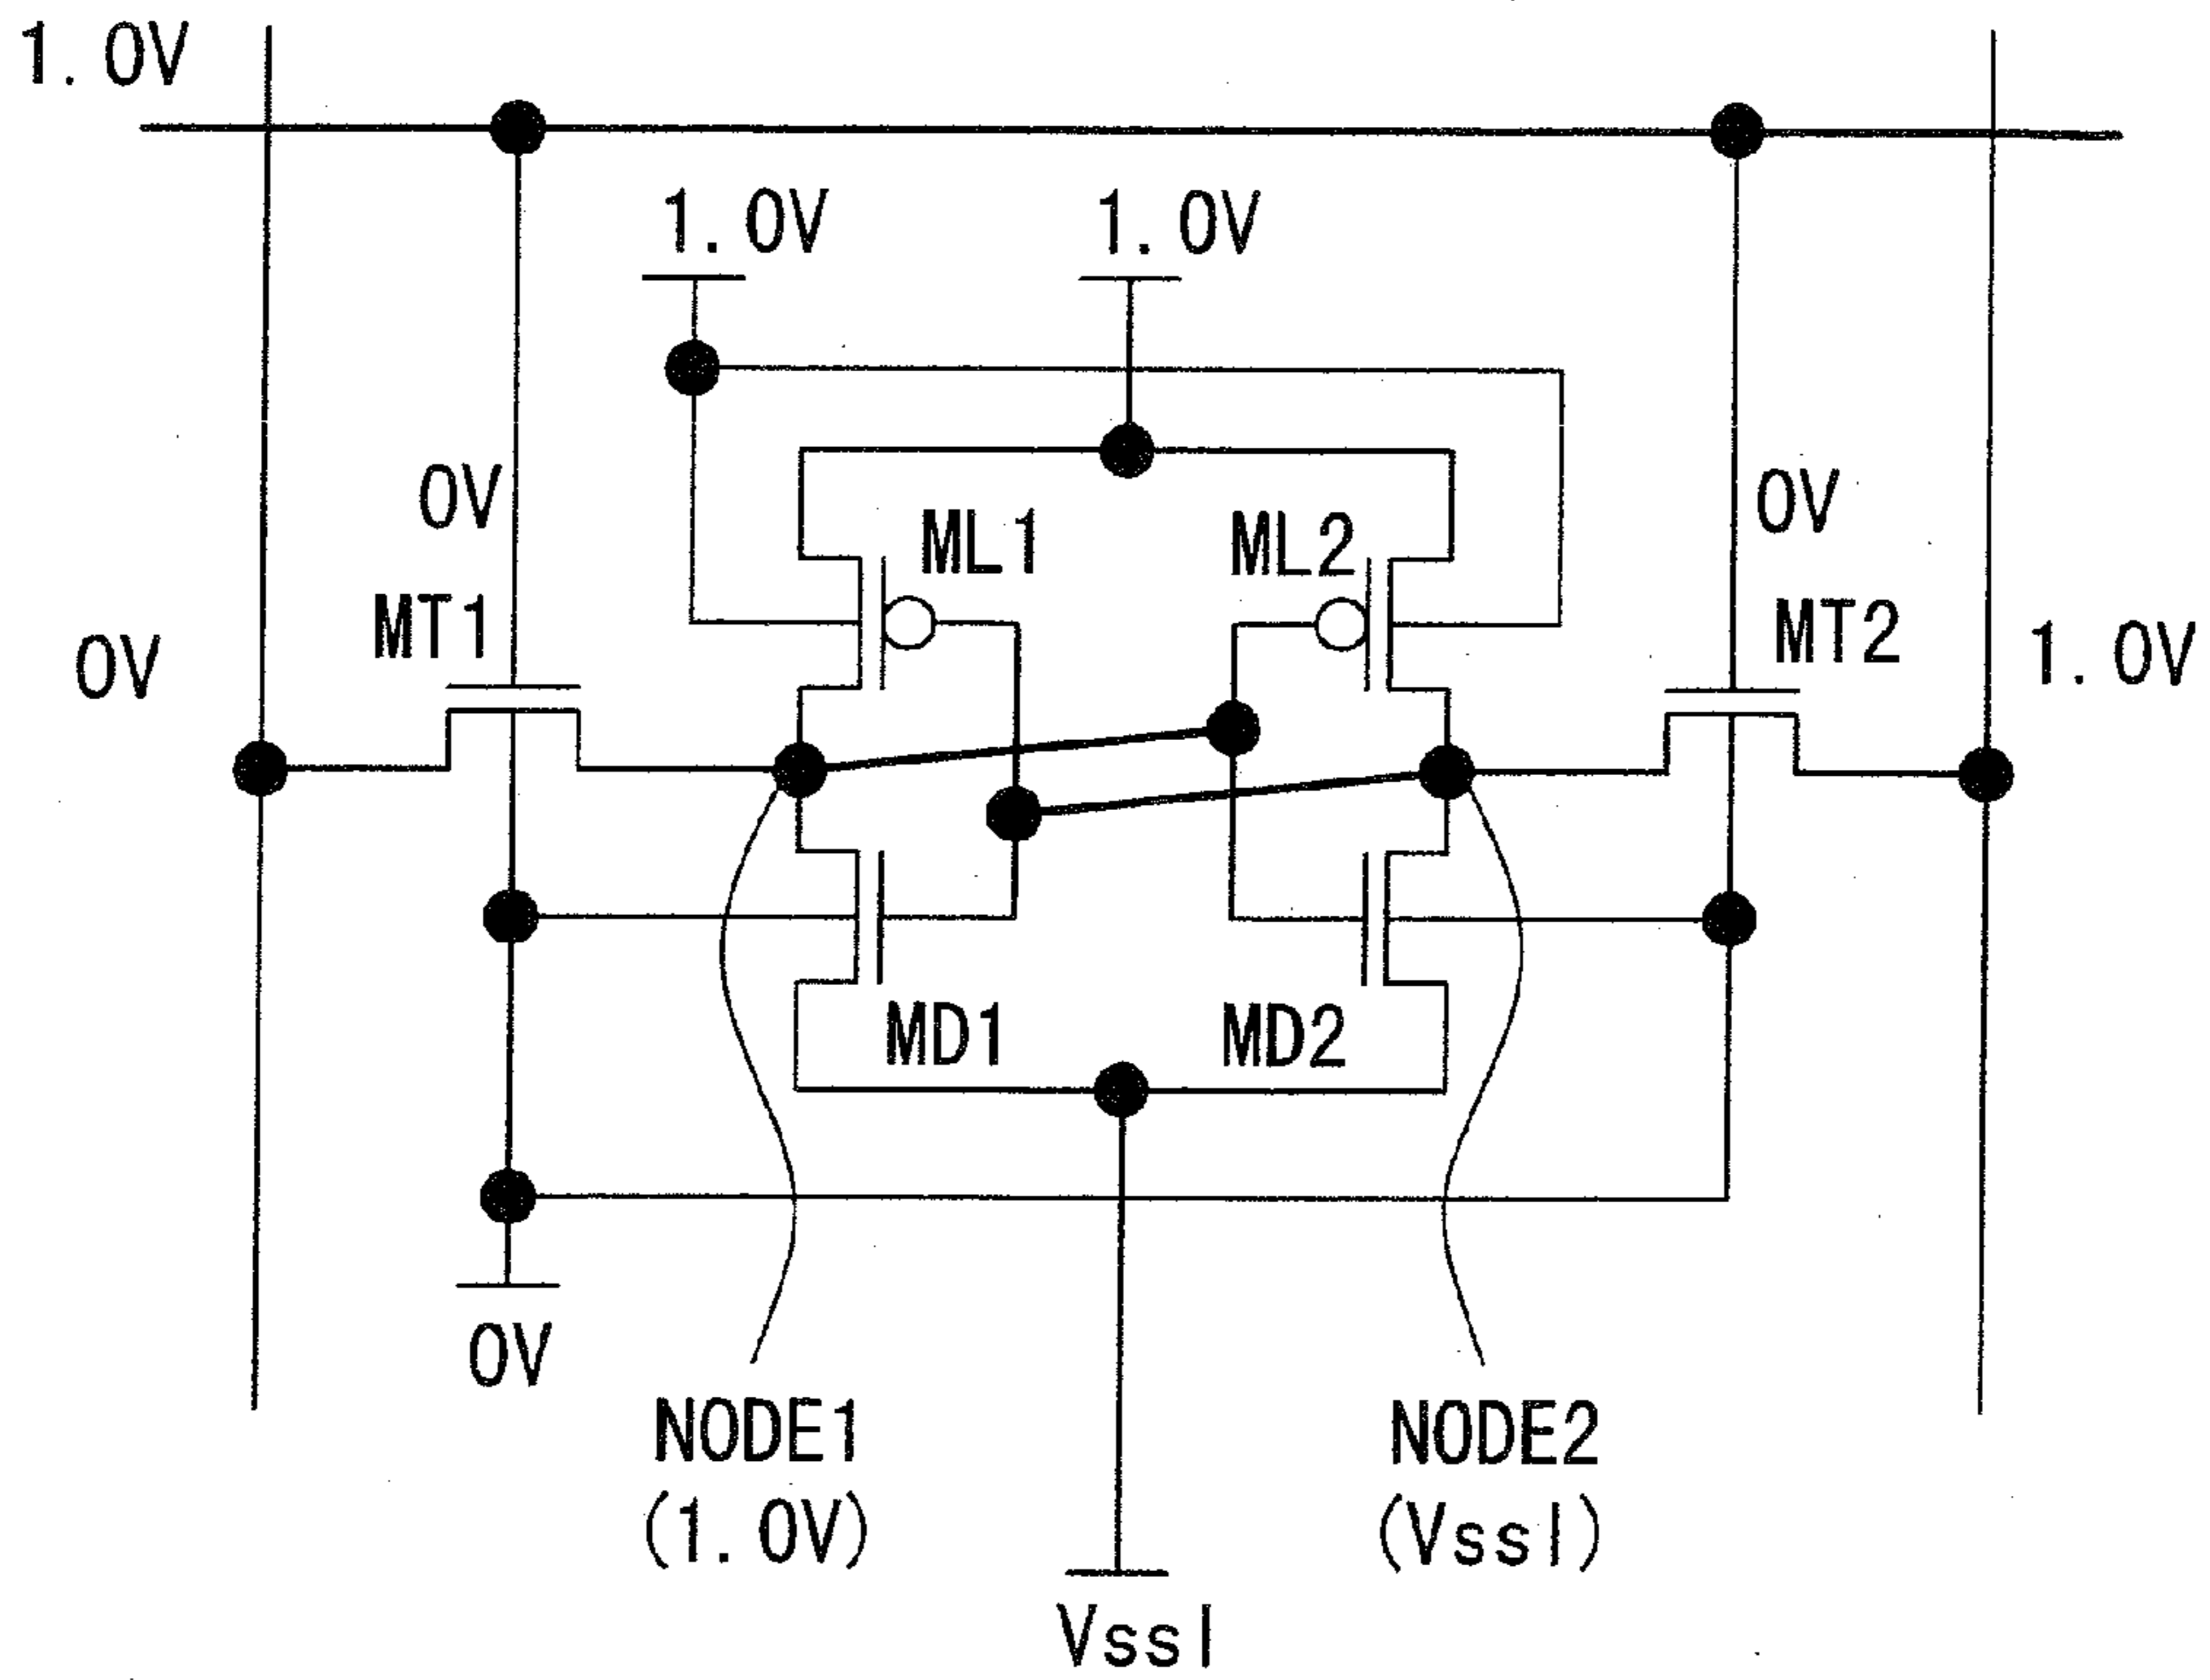 1.0V
1.0V
1.0V
0V
ML1
ML2
0V
MT1
MT2
0V
1.0V
MD1
MD2
0V
NODE1
(1.0V)
NODE2
(Vssl)
Vssl